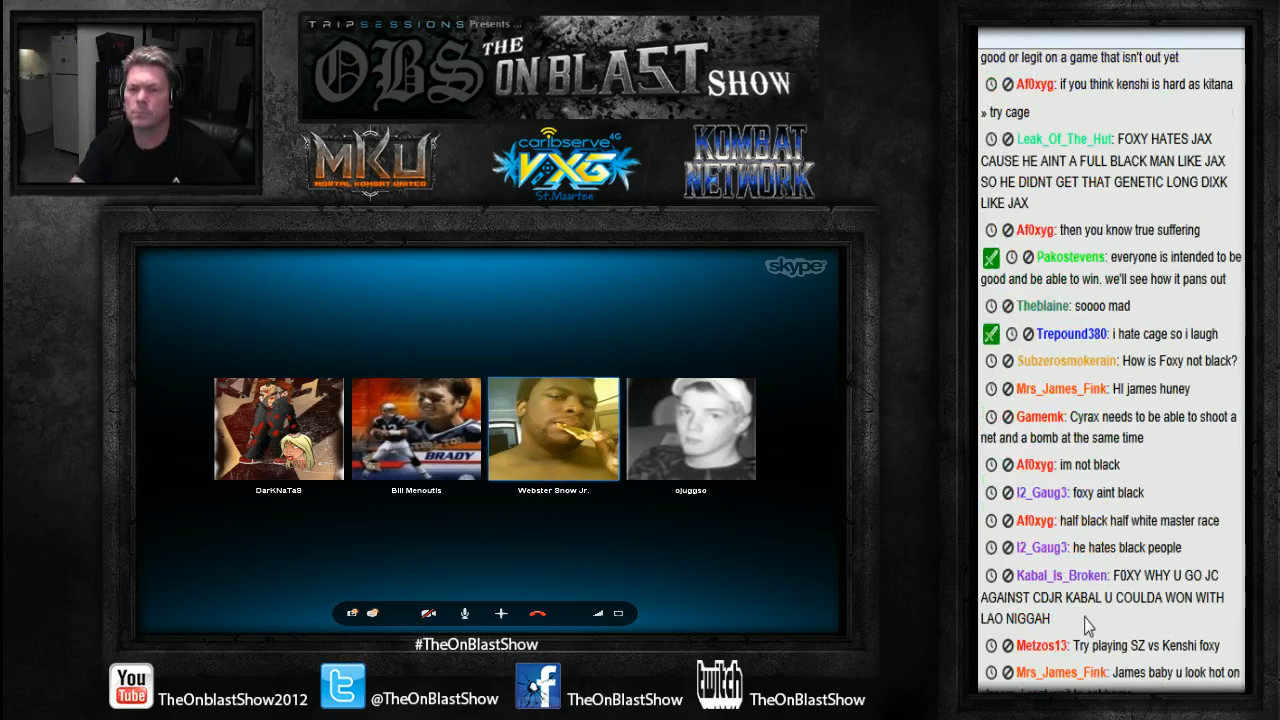 TRIPSESSIONS Presents ...
OBS THE ON BLAST SHOW
MKU
MORTAL KOMBAT UNITED
caribserve 4G
VXG
St.Maarten
KOMBAT
NETWORK
skype
BRADY
DarKNaTaS
Bill Menoutis
Webster Snow Jr.
ojuggso
#TheOnBlastShow
You
Tube
TheOnblastShow2012
@TheOnBlastShow
TheOnBlastShow
twitch
TheOnBlastShow
good or legit on a game that isn't out yet
Af0xyg: if you think kenshi is hard as kitana
» try cage
Leak_Of_The_Hut: FOXY HATES JAX
CAUSE HE AINT A FULL BLACK MAN LIKE JAX
SO HE DIDNT GET THAT GENETIC LONG DIXK
LIKE JAX
Af0xyg: then you know true suffering
Pakostevens: everyone is intended to be
good and be able to win. we'll see how it pans out
Theblaine: soooo mad
Trepound380: i hate cage so i laugh
Subzerosmokerain: How is Foxy not black?
Mrs_James_Fink: HI james huney
Gamemk: Cyrax needs to be able to shoot a
net and a bomb at the same time
Af0xyg: im not black
I2_Gaug3: foxy aint black
Af0xyg: half black half white master race
I2_Gaug3: he hates black people
Kabal_Is_Broken: F0XY WHY U GO JC
AGAINST CDJR KABAL U COULDA WON WITH
LAO NIGGAH
Metzos13: Try playing SZ vs Kenshi foxy
Mrs_James_Fink: James baby u look hot on